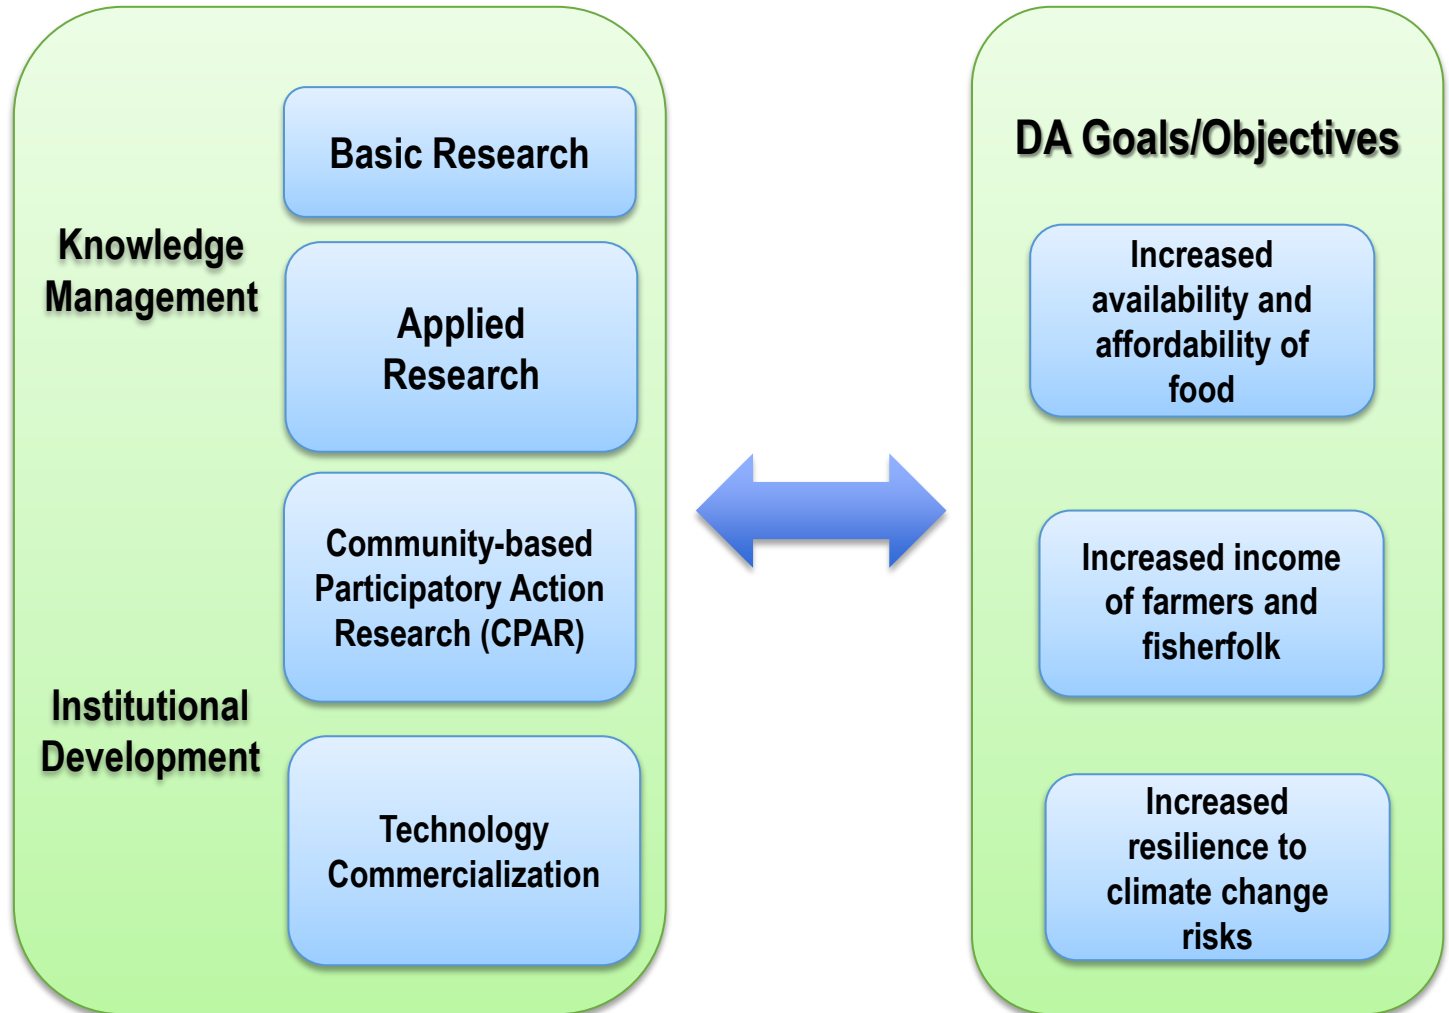 Knowledge
Management
Institutional
Development
Basic Research
Applied
Research
Community-based
Participatory Action
Research (CPAR)
Technology
Commercialization
DA Goals/Objectives
Increased
availability and
affordability of
food
Increased income
of farmers and
fisherfolk
Increased
resilience to
climate change
risks